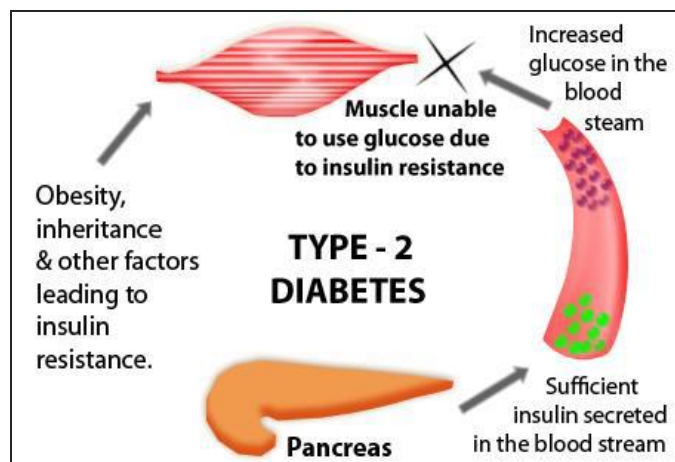 Increased
glucose in the
blood
steam
Muscle unable
to use glucose due
to insulin resistance
Obesity,
inheritance
& other factors
leading to
insulin
resistance.
TYPE - 2
DIABETES
Pancreas
Sufficient
insulin secreted
in the blood stream